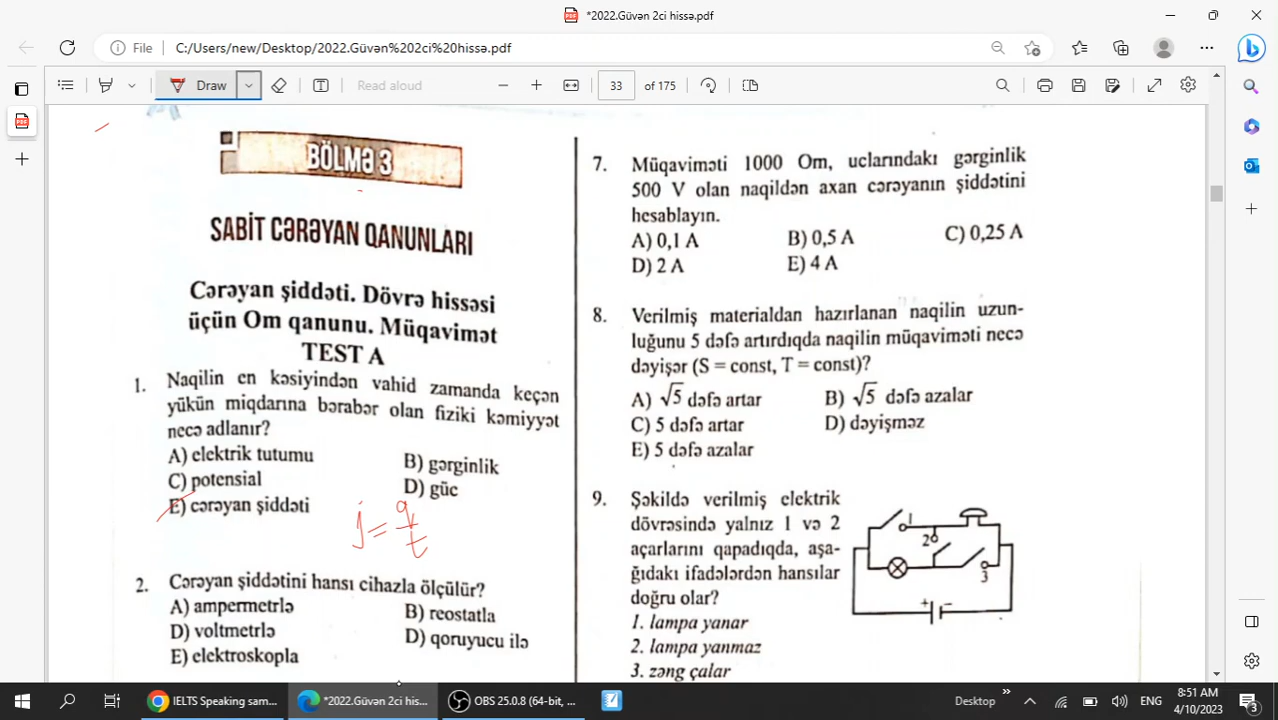 *2022.Güvən 2ci hissə.pdf
File C:/Users/new/Desktop/2022.Güvən%202ci hissə.pdf
Draw Read aloud 33 of 175
BÖLMƏ 3
SABİT CƏRƏYAN QANUNLARI
Cərəyan şiddəti. Dövrə hissəsi
üçün Om qanunu. Müqavimət
TEST A
1. Naqilin en kəsiyindən vahid zamanda keçən
yükün miqdarına bərabər olan fiziki kəmiyyət
necə adlanır?
A) elektrik tutumu B) gərginlik
C) potensial D) güc
E) cərəyan şiddəti
j = q
t
2. Cərəyan şiddətini hansı cihazla ölçülür?
A) ampermetrlə B) reostatla
D) voltmetrlə D) qoruyucu ilə
E) elektroskopla
7. Müqaviməti 1000 Om, uclarındakı gərginlik
500 V olan naqildən axan cərəyanın şiddətini
hesablayın.
A) 0,1 A B) 0,5 A C) 0,25 A
D) 2 A E) 4 A
8. Verilmiş materialdan hazırlanan naqilin uzun-
luğunu 5 dəfə artırdıqda naqilin müqaviməti necə
dəyişər (S = const, T = const)?
A) √5 dəfə artar B) √5 dəfə azalar
C) 5 dəfə artar D) dəyişməz
E) 5 dəfə azalar
9. Şəkildə verilmiş elektrik
dövrəsində yalnız 1 və 2
açarlarını qapadıqda, aşa-
ğıdakı ifadələrdən hansılar
doğru olar?
1. lampa yanar
2. lampa yanmaz
3. zəng çalar
1
2
3
+ −
IELTS Speaking sam... *2022.Güvən 2ci his... OBS 25.0.8 (64-bit, ... Desktop ENG 8:51 AM
4/10/2023
3